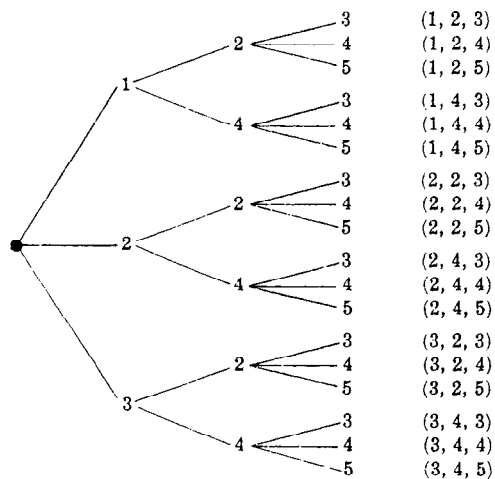 3 (1, 2, 3)
2 4 (1, 2, 4)
5 (1, 2, 5)
1
3 (1, 4, 3)
4 4 (1, 4, 4)
5 (1, 4, 5)
3 (2, 2, 3)
2 4 (2, 2, 4)
5 (2, 2, 5)
2
3 (2, 4, 3)
4 4 (2, 4, 4)
5 (2, 4, 5)
3 (3, 2, 3)
2 4 (3, 2, 4)
5 (3, 2, 5)
3
3 (3, 4, 3)
4 4 (3, 4, 4)
5 (3, 4, 5)